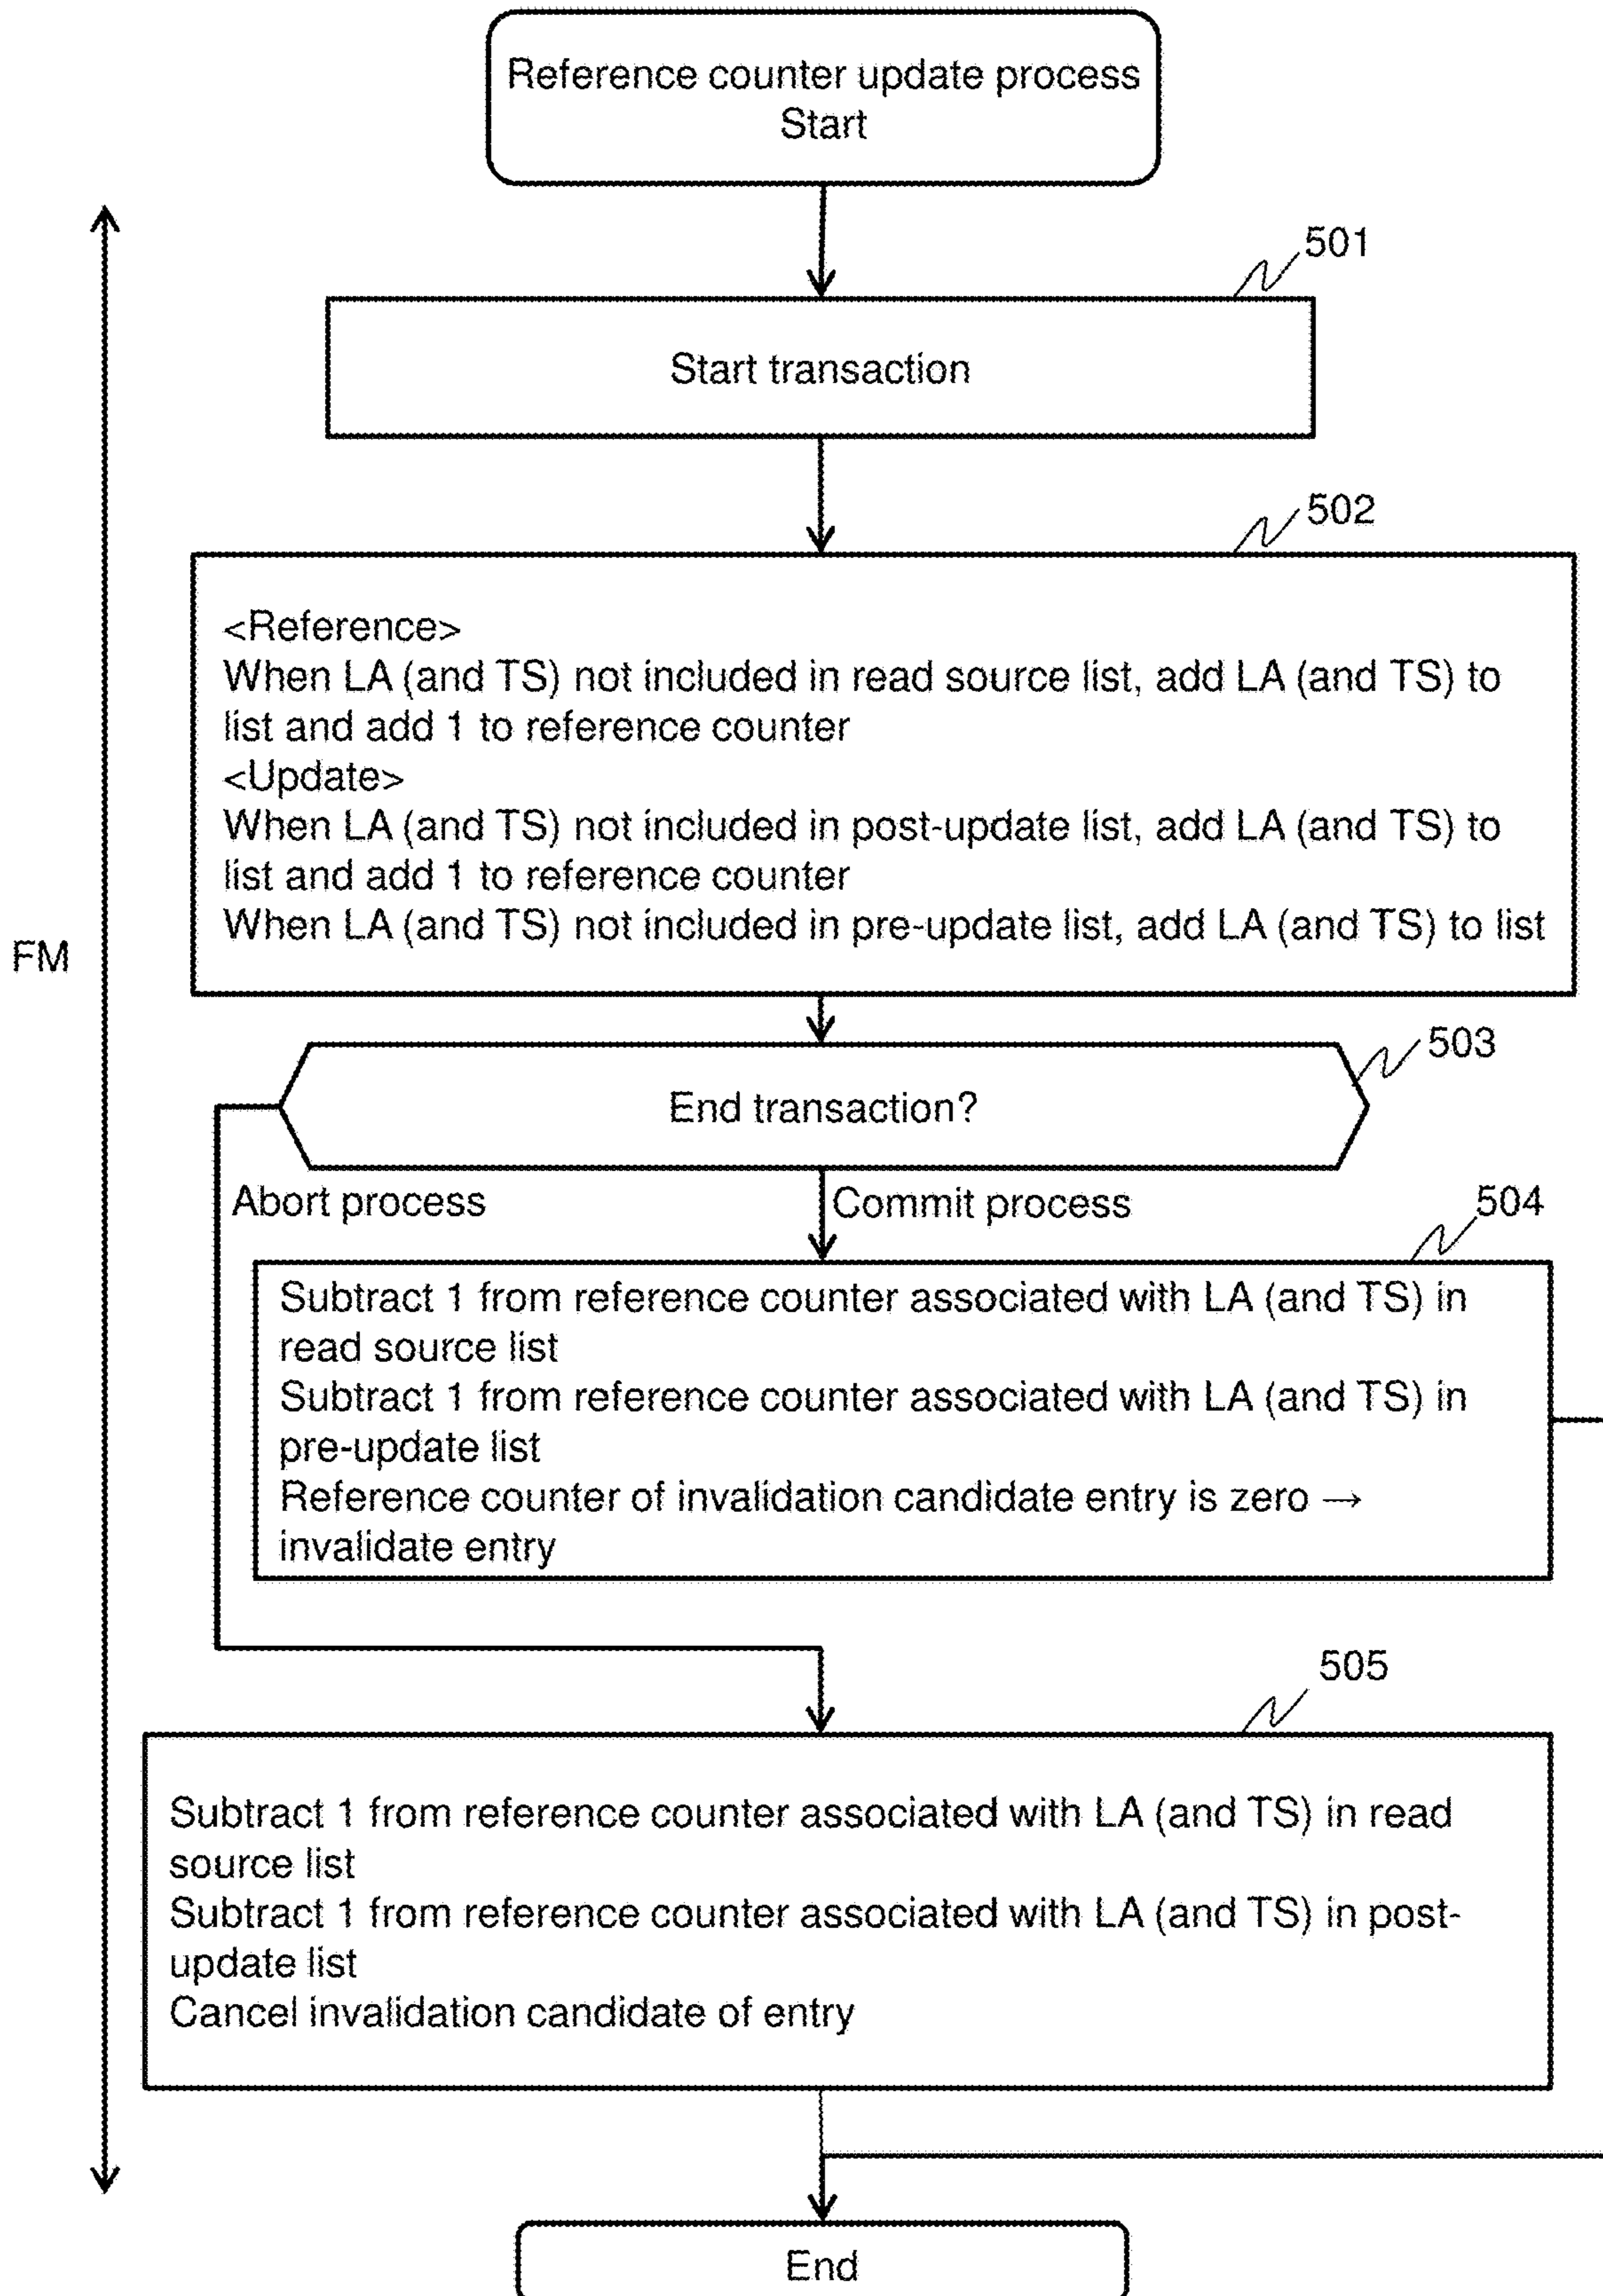 Reference counter update process
Start
501
Start transaction
502
<Reference>
When LA (and TS) not included in read source list, add LA (and TS) to
list and add 1 to reference counter
<Update>
When LA (and TS) not included in post-update list, add LA (and TS) to
list and add 1 to reference counter
When LA (and TS) not included in pre-update list, add LA (and TS) to list
FM
503
End transaction?
Abort process
Commit process
504
Subtract 1 from reference counter associated with LA (and TS) in
read source list
Subtract 1 from reference counter associated with LA (and TS) in
pre-update list
Reference counter of invalidation candidate entry is zero →
invalidate entry
505
Subtract 1 from reference counter associated with LA (and TS) in read
source list
Subtract 1 from reference counter associated with LA (and TS) in post-
update list
Cancel invalidation candidate of entry
End